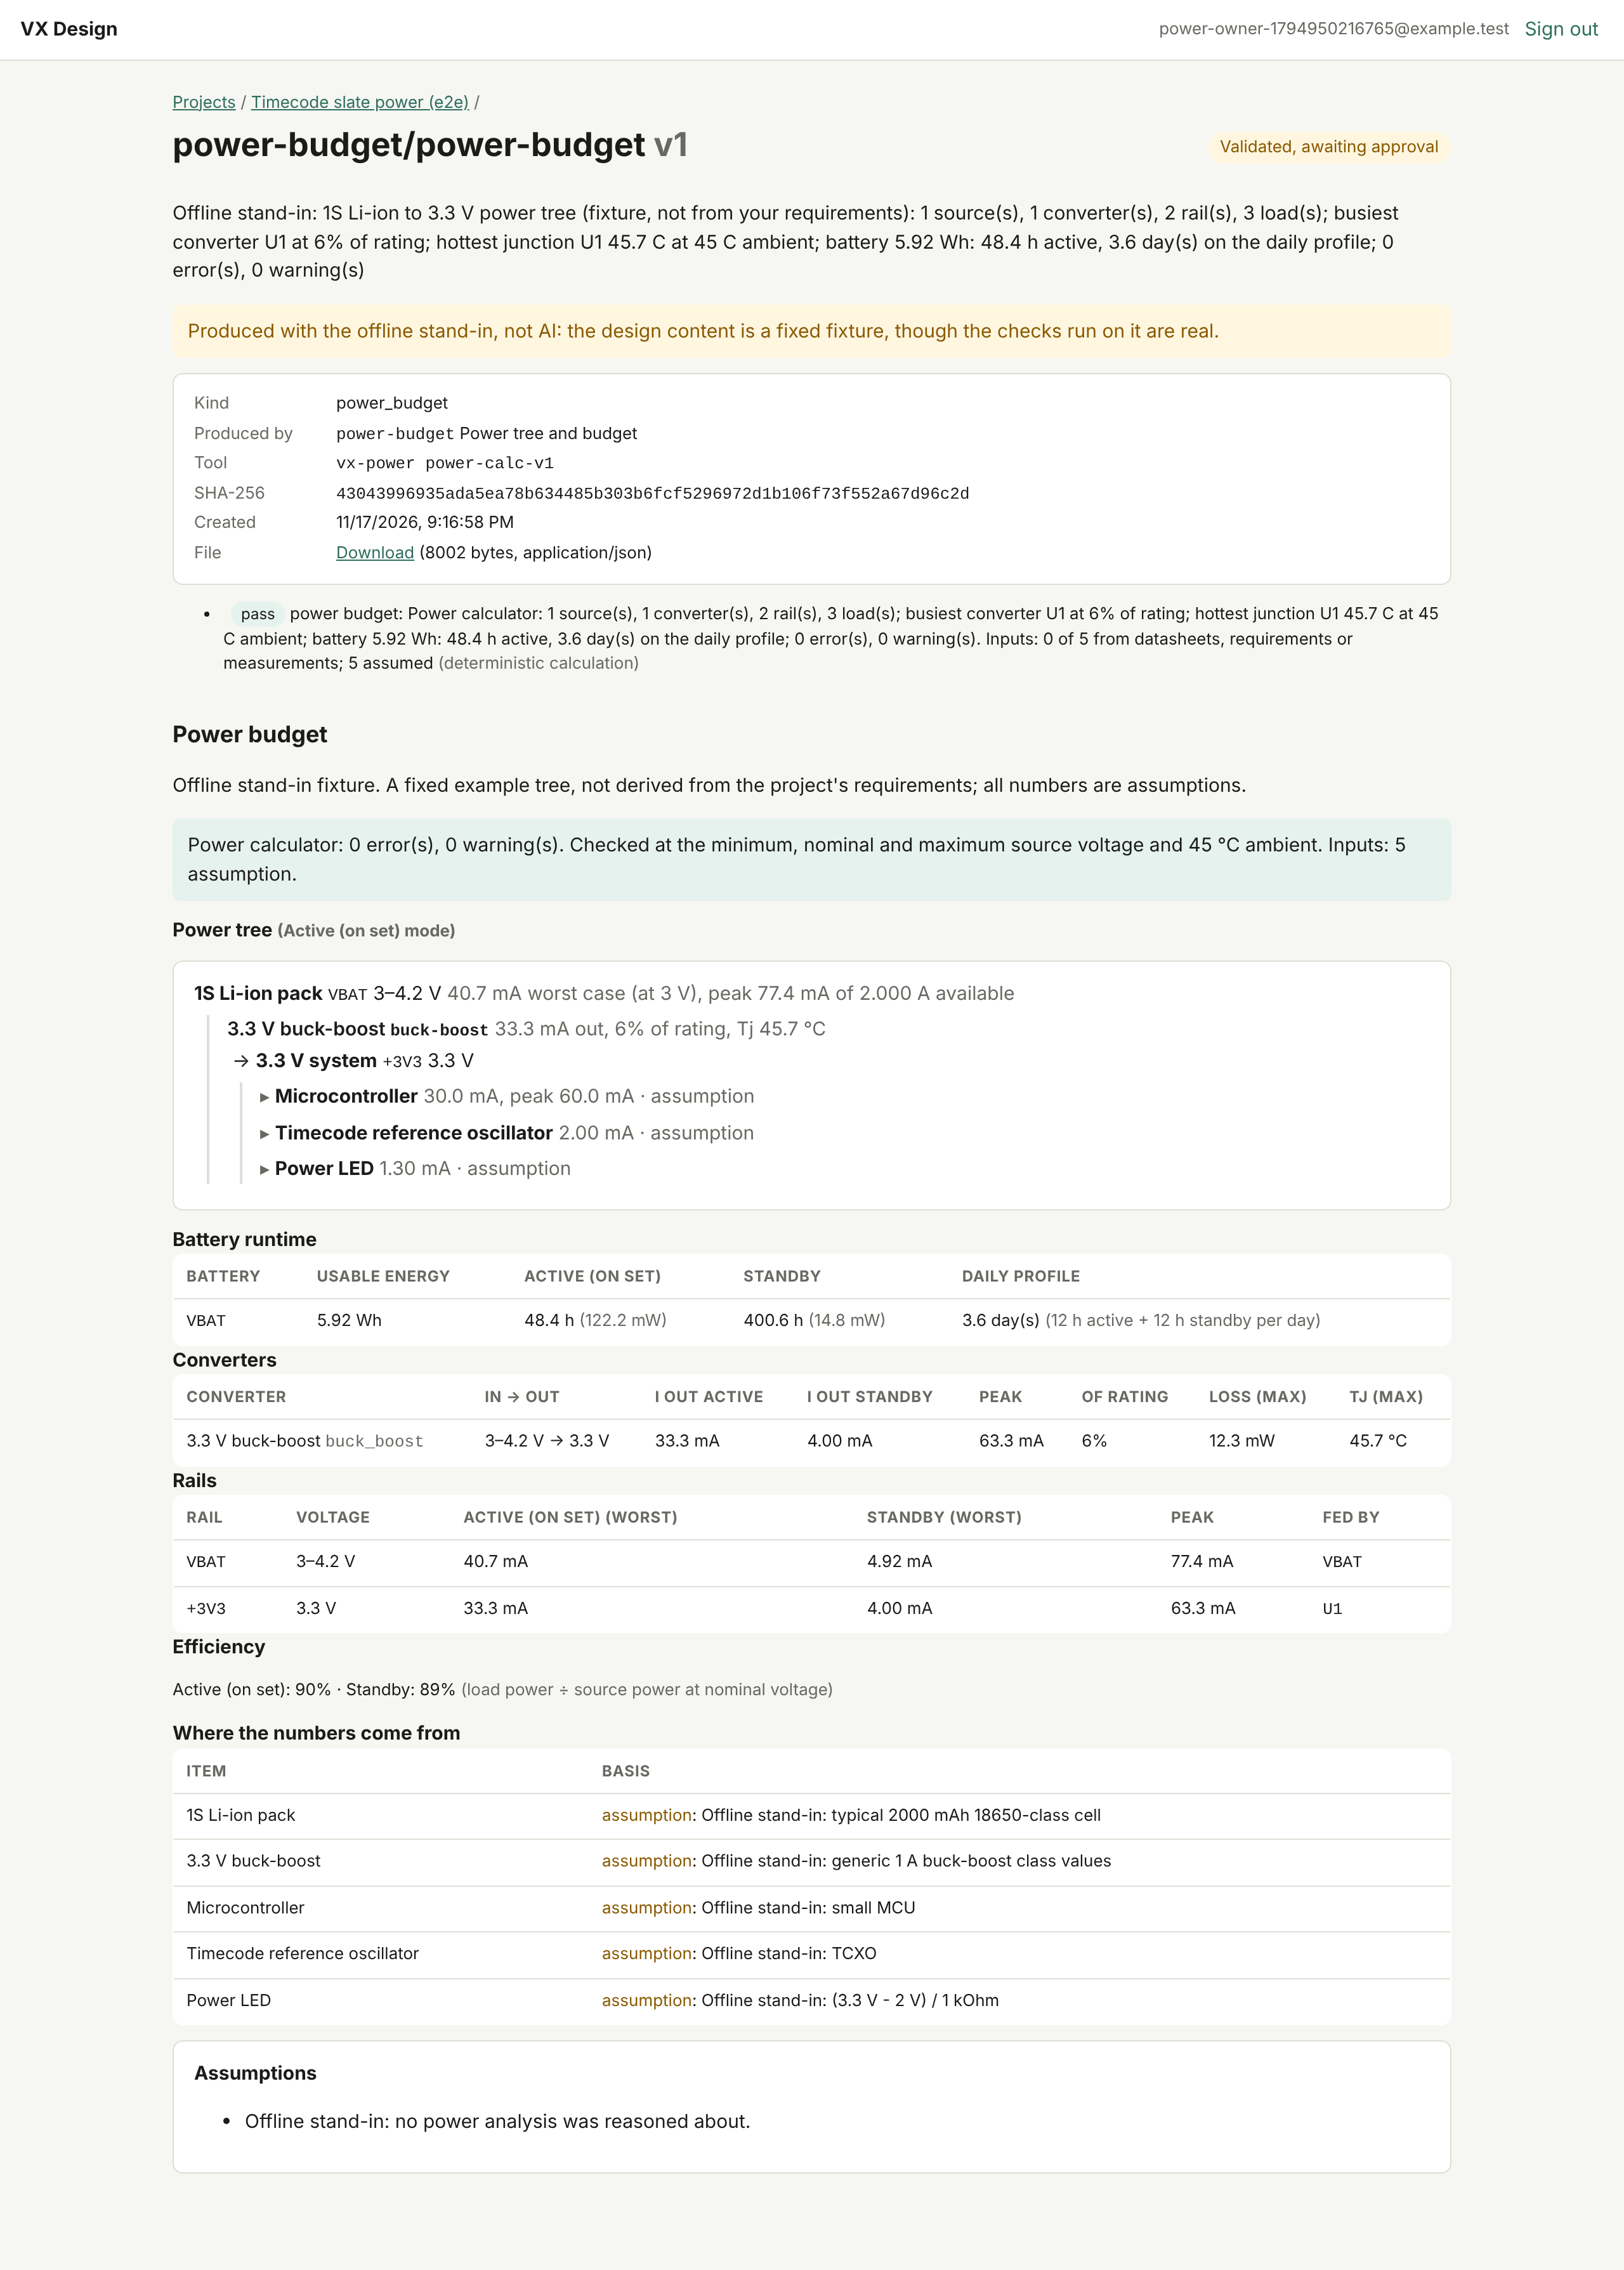 VX Design
power-owner-1794950216765@example.test Sign out
Projects / Timecode slate power (e2e) /
power-budget/power-budget v1
Validated, awaiting approval
Offline stand-in: 1S Li-ion to 3.3 V power tree (fixture, not from your requirements): 1 source(s), 1 converter(s), 2 rail(s), 3 load(s); busiest
converter U1 at 6% of rating; hottest junction U1 45.7 C at 45 C ambient; battery 5.92 Wh: 48.4 h active, 3.6 day(s) on the daily profile; 0
error(s), 0 warning(s)
Produced with the offline stand-in, not AI: the design content is a fixed fixture, though the checks run on it are real.
Kind power_budget
Produced by power-budget Power tree and budget
Tool vx-power power-calc-v1
SHA-256 43043996935ada5ea78b634485b303b6fcf5296972d1b106f73f552a67d96c2d
Created 11/17/2026, 9:16:58 PM
File Download (8002 bytes, application/json)
• pass power budget: Power calculator: 1 source(s), 1 converter(s), 2 rail(s), 3 load(s); busiest converter U1 at 6% of rating; hottest junction U1 45.7 C at 45
C ambient; battery 5.92 Wh: 48.4 h active, 3.6 day(s) on the daily profile; 0 error(s), 0 warning(s). Inputs: 0 of 5 from datasheets, requirements or
measurements; 5 assumed (deterministic calculation)
Power budget
Offline stand-in fixture. A fixed example tree, not derived from the project's requirements; all numbers are assumptions.
Power calculator: 0 error(s), 0 warning(s). Checked at the minimum, nominal and maximum source voltage and 45 °C ambient. Inputs: 5
assumption.
Power tree (Active (on set) mode)
1S Li-ion pack VBAT 3–4.2 V 40.7 mA worst case (at 3 V), peak 77.4 mA of 2.000 A available
3.3 V buck-boost buck-boost 33.3 mA out, 6% of rating, Tj 45.7 °C
→ 3.3 V system +3V3 3.3 V
▸ Microcontroller 30.0 mA, peak 60.0 mA · assumption
▸ Timecode reference oscillator 2.00 mA · assumption
▸ Power LED 1.30 mA · assumption
Battery runtime
BATTERY USABLE ENERGY ACTIVE (ON SET) STANDBY DAILY PROFILE
VBAT 5.92 Wh 48.4 h (122.2 mW) 400.6 h (14.8 mW) 3.6 day(s) (12 h active + 12 h standby per day)
Converters
CONVERTER IN → OUT I OUT ACTIVE I OUT STANDBY PEAK OF RATING LOSS (MAX) TJ (MAX)
3.3 V buck-boost buck_boost 3–4.2 V → 3.3 V 33.3 mA 4.00 mA 63.3 mA 6% 12.3 mW 45.7 °C
Rails
RAIL VOLTAGE ACTIVE (ON SET) (WORST) STANDBY (WORST) PEAK FED BY
VBAT 3–4.2 V 40.7 mA 4.92 mA 77.4 mA VBAT
+3V3 3.3 V 33.3 mA 4.00 mA 63.3 mA U1
Efficiency
Active (on set): 90% · Standby: 89% (load power ÷ source power at nominal voltage)
Where the numbers come from
ITEM BASIS
1S Li-ion pack assumption: Offline stand-in: typical 2000 mAh 18650-class cell
3.3 V buck-boost assumption: Offline stand-in: generic 1 A buck-boost class values
Microcontroller assumption: Offline stand-in: small MCU
Timecode reference oscillator assumption: Offline stand-in: TCXO
Power LED assumption: Offline stand-in: (3.3 V - 2 V) / 1 kOhm
Assumptions
• Offline stand-in: no power analysis was reasoned about.